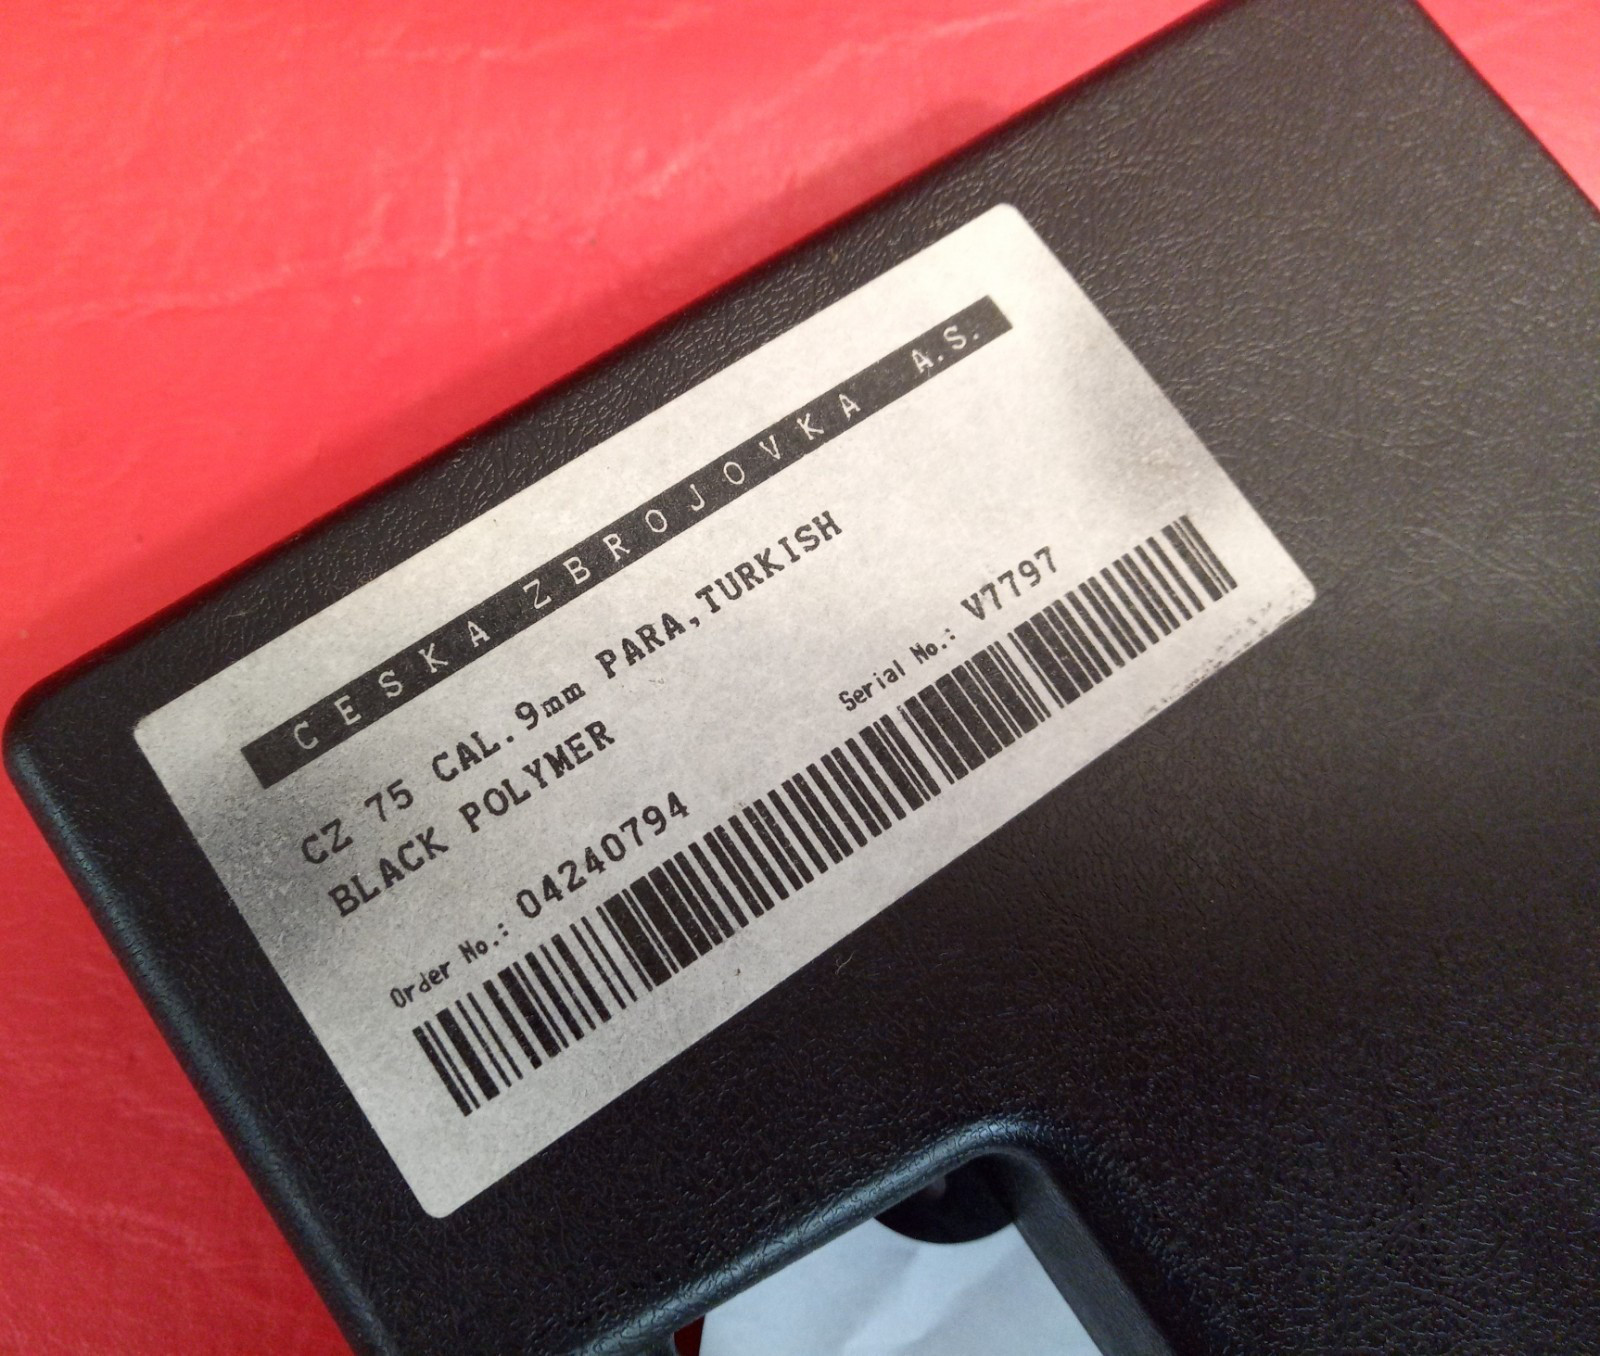 CESKA ZBROJOVKA A.S.
CZ 75 CAL.9mm PARA,TURKISH
BLACK POLYMER
Order No.: 04240794 Serial No.: V7797